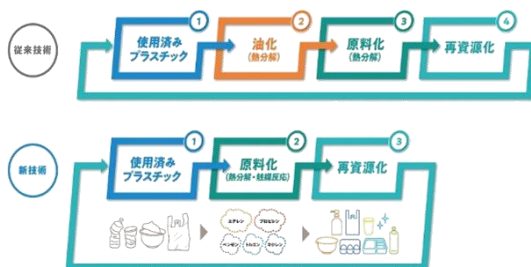 従来技術
1
使用済み
プラスチック
2
油化
(熱分解)
3
原料化
(熱分解)
4
再資源化
新技術
1
使用済み
プラスチック
2
原料化
(熱分解・触媒反応)
3
再資源化
エチレン
プロピレン
ベンゼン
トルエン
キシレン